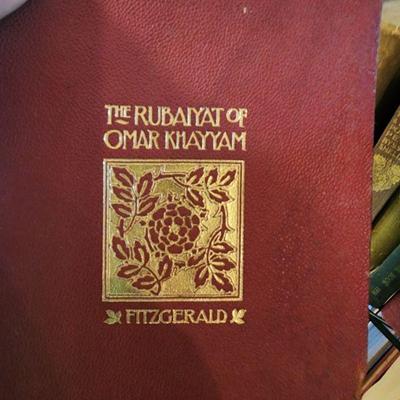 THE RUBAIYAT OF
OMAR KHAYYAM
FITZGERALD